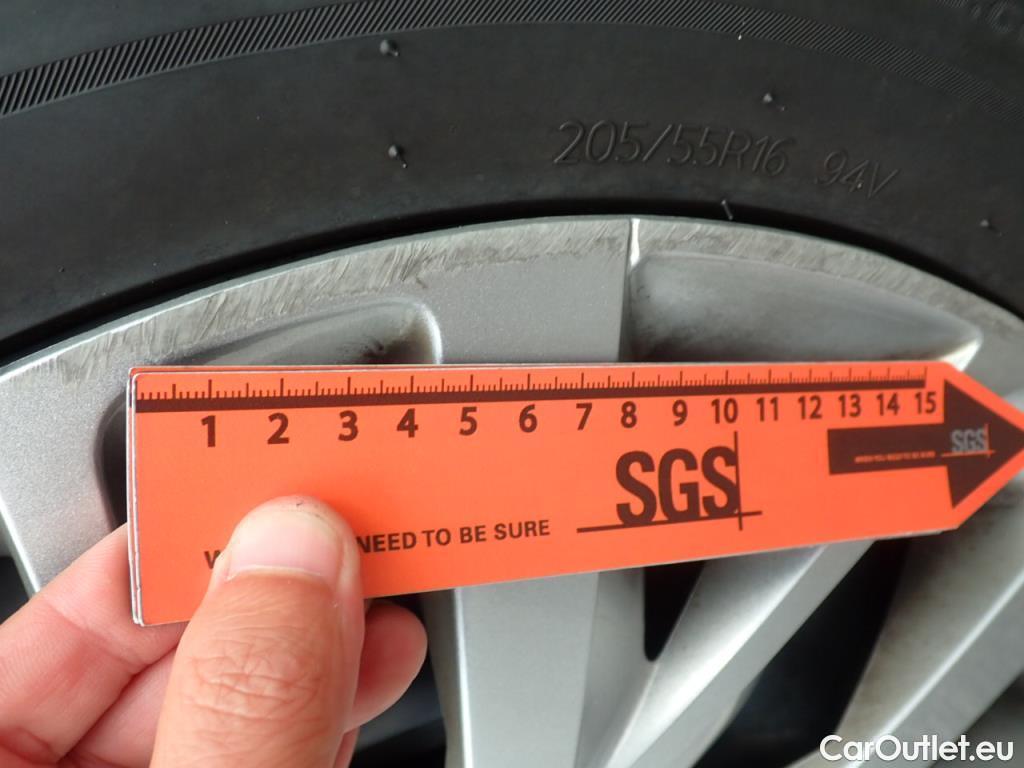 205/55R16 94V
1 2 3 4 5 6 7 8 9 10 11 12 13 14 15
SGS
SGS
NEED TO BE SURE
CarOutlet.eu